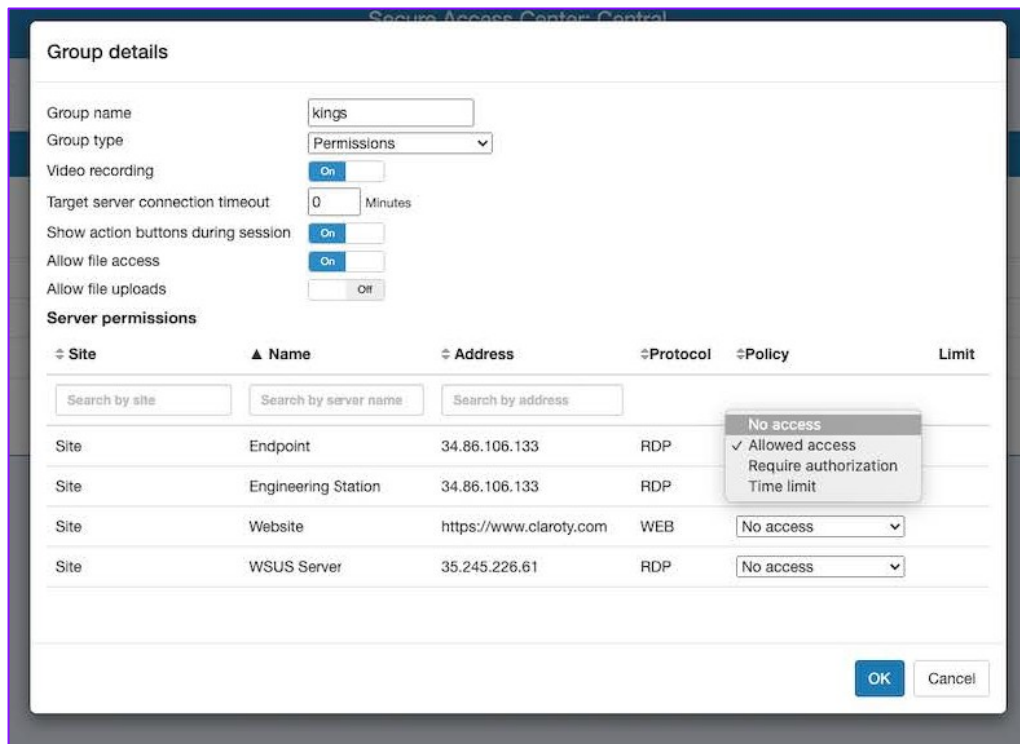 Secure Access Center: Central
Group details
Group name kings
Group type Permissions
Video recording On
Target server connection timeout 0 Minutes
Show action buttons during session On
Allow file access On
Allow file uploads Off
Server permissions
Site Name Address Protocol Policy Limit
Search by site Search by server name Search by address
No access
Site Endpoint 34.86.106.133 RDP ✓ Allowed access
Require authorization
Site Engineering Station 34.86.106.133 RDP Time limit
Site Website https://www.claroty.com WEB No access
Site WSUS Server 35.245.226.61 RDP No access
OK Cancel